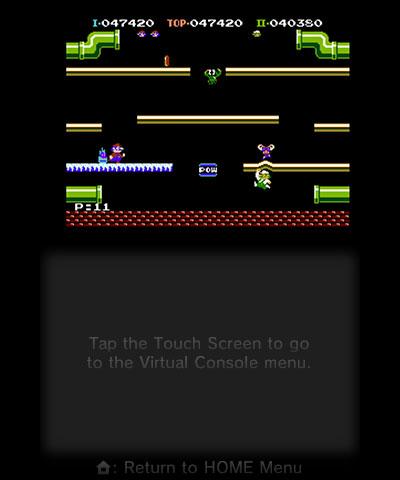 I-047420 TOP-047420 II-040380
POW
P=11
Tap the Touch Screen to go
to the Virtual Console menu.
: Return to HOME Menu